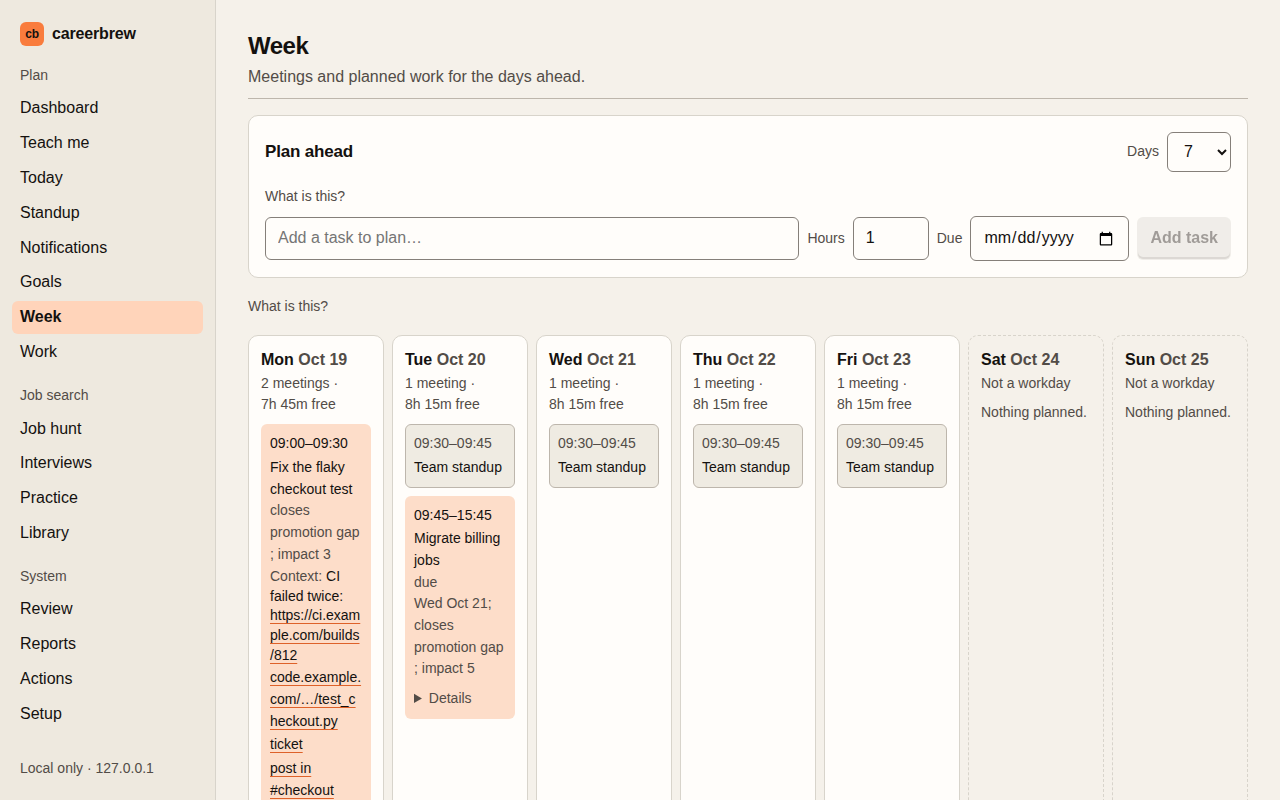 cb careerbrew
Plan
Dashboard
Teach me
Today
Standup
Notifications
Goals
Week
Work
Job search
Job hunt
Interviews
Practice
Library
System
Review
Reports
Actions
Setup
Local only · 127.0.0.1
Week
Meetings and planned work for the days ahead.
Plan ahead
Days 7
What is this?
Add a task to plan…
Hours 1
Due mm/dd/yyyy
Add task
What is this?
Mon Oct 19
2 meetings ·
7h 45m free
09:00–09:30
Fix the flaky
checkout test
closes
promotion gap
; impact 3
Context: CI
failed twice:
https://ci.exam
ple.com/builds
/812
code.example.
com/…/test_c
heckout.py
ticket
post in
#checkout
Tue Oct 20
1 meeting ·
8h 15m free
09:30–09:45
Team standup
09:45–15:45
Migrate billing
jobs
due
Wed Oct 21;
closes
promotion gap
; impact 5
Details
Wed Oct 21
1 meeting ·
8h 15m free
09:30–09:45
Team standup
Thu Oct 22
1 meeting ·
8h 15m free
09:30–09:45
Team standup
Fri Oct 23
1 meeting ·
8h 15m free
09:30–09:45
Team standup
Sat Oct 24
Not a workday
Nothing planned.
Sun Oct 25
Not a workday
Nothing planned.